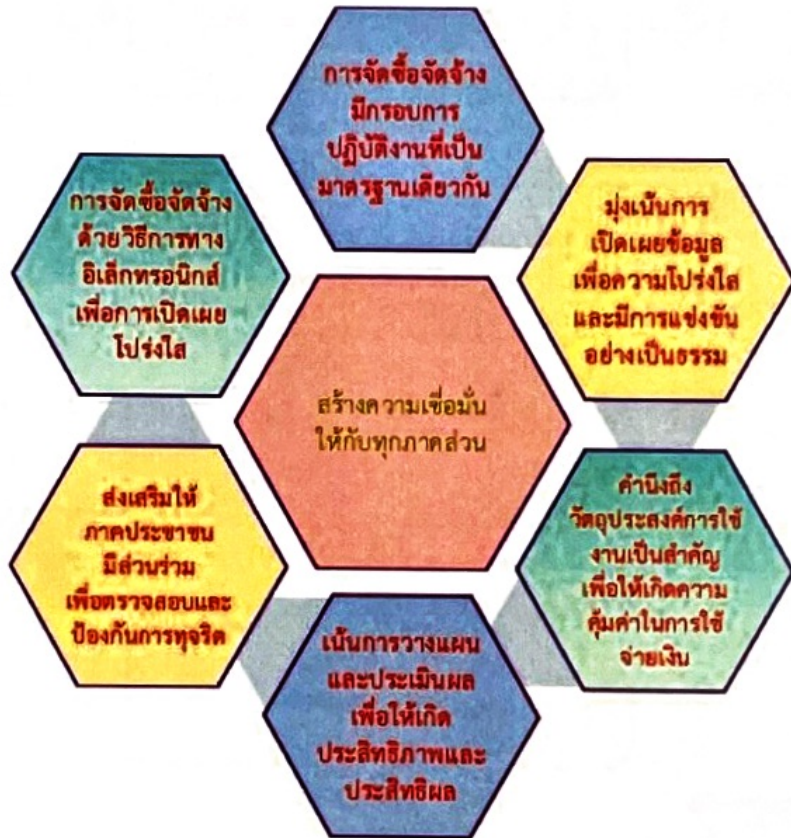 การจัดซื้อจัดจ้าง
มีกรอบการ
ปฏิบัติงานที่เป็น
มาตรฐานเดียวกัน
มุ่งเน้นการ
เปิดเผยข้อมูล
เพื่อความโปร่งใส
และมีการแข่งขัน
อย่างเป็นธรรม
คำนึงถึง
วัตถุประสงค์การใช้
งานเป็นสำคัญ
เพื่อให้เกิดความ
คุ้มค่าในการใช้
จ่ายเงิน
เน้นการวางแผน
และประเมินผล
เพื่อให้เกิด
ประสิทธิภาพและ
ประสิทธิผล
ส่งเสริมให้
ภาคประชาชน
มีส่วนร่วม
เพื่อตรวจสอบและ
ป้องกันการทุจริต
การจัดซื้อจัดจ้าง
ด้วยวิธีการทาง
อิเล็กทรอนิกส์
เพื่อการเปิดเผย
โปร่งใส
สร้างความเชื่อมั่น
ให้กับทุกภาคส่วน